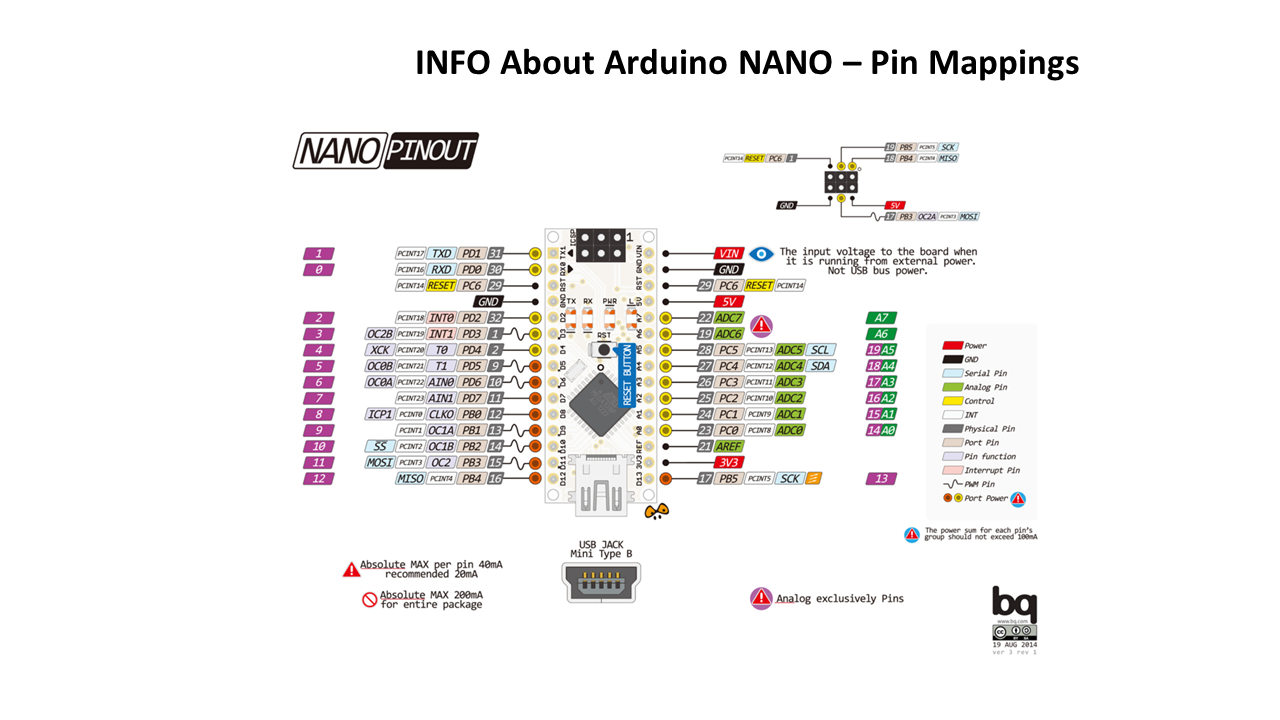 INFO About Arduino NANO – Pin Mappings
NANO PINOUT
19 PB5 PCINT5 SCK
PCINT14 RESET PC6 1 18 PB4 PCINT4 MISO
GND 5V
17 PB3 OC2A PCINT3 MOSI
ICSP 1
1 PCINT17 TXD PD1 31 TX1 VIN VIN
The input voltage to the board when
it is running from external power.
Not USB bus power.
0 PCINT16 RXD PD0 30 RX0 GND GND
PCINT14 RESET PC6 29 RST RST 29 PC6 RESET PCINT14
GND GND 5V 5V
TX RX PWR L
2 PCINT18 INT0 PD2 32 D2 A7 22 ADC7 A7
3 OC2B PCINT19 INT1 PD3 1 D3 A6 19 ADC6 A6
RST
4 XCK PCINT20 T0 PD4 2 D4 A5 28 PC5 PCINT13 ADC5 SCL 19 A5
5 OC0B PCINT21 T1 PD5 9 D5 A4 27 PC4 PCINT12 ADC4 SDA 18 A4
6 OC0A PCINT22 AIN0 PD6 10 D6 A3 26 PC3 PCINT11 ADC3 17 A3
7 PCINT23 AIN1 PD7 11 D7 A2 25 PC2 PCINT10 ADC2 16 A2
8 ICP1 PCINT0 CLKO PB0 12 D8 A1 24 PC1 PCINT9 ADC1 15 A1
9 PCINT1 OC1A PB1 13 D9 A0 23 PC0 PCINT8 ADC0 14 A0
10 SS PCINT2 OC1B PB2 14 D10 REF 21 AREF
11 MOSI PCINT3 OC2 PB3 15 D11 3V3 3V3
12 MISO PCINT4 PB4 16 D12 D13 17 PB5 PCINT5 SCK 13
RESET BUTTON
Power
GND
Serial Pin
Analog Pin
Control
INT
Physical Pin
Port Pin
Pin function
Interrupt Pin
PWM Pin
Port Power
The power sum for each pin's
group should not exceed 100mA
USB JACK
Mini Type B
Absolute MAX per pin 40mA
recommended 20mA
Absolute MAX 200mA
for entire package
Analog exclusively Pins
bq
www.bq.com
cc
BY SA
19 AUG 2014
ver 3 rev 1